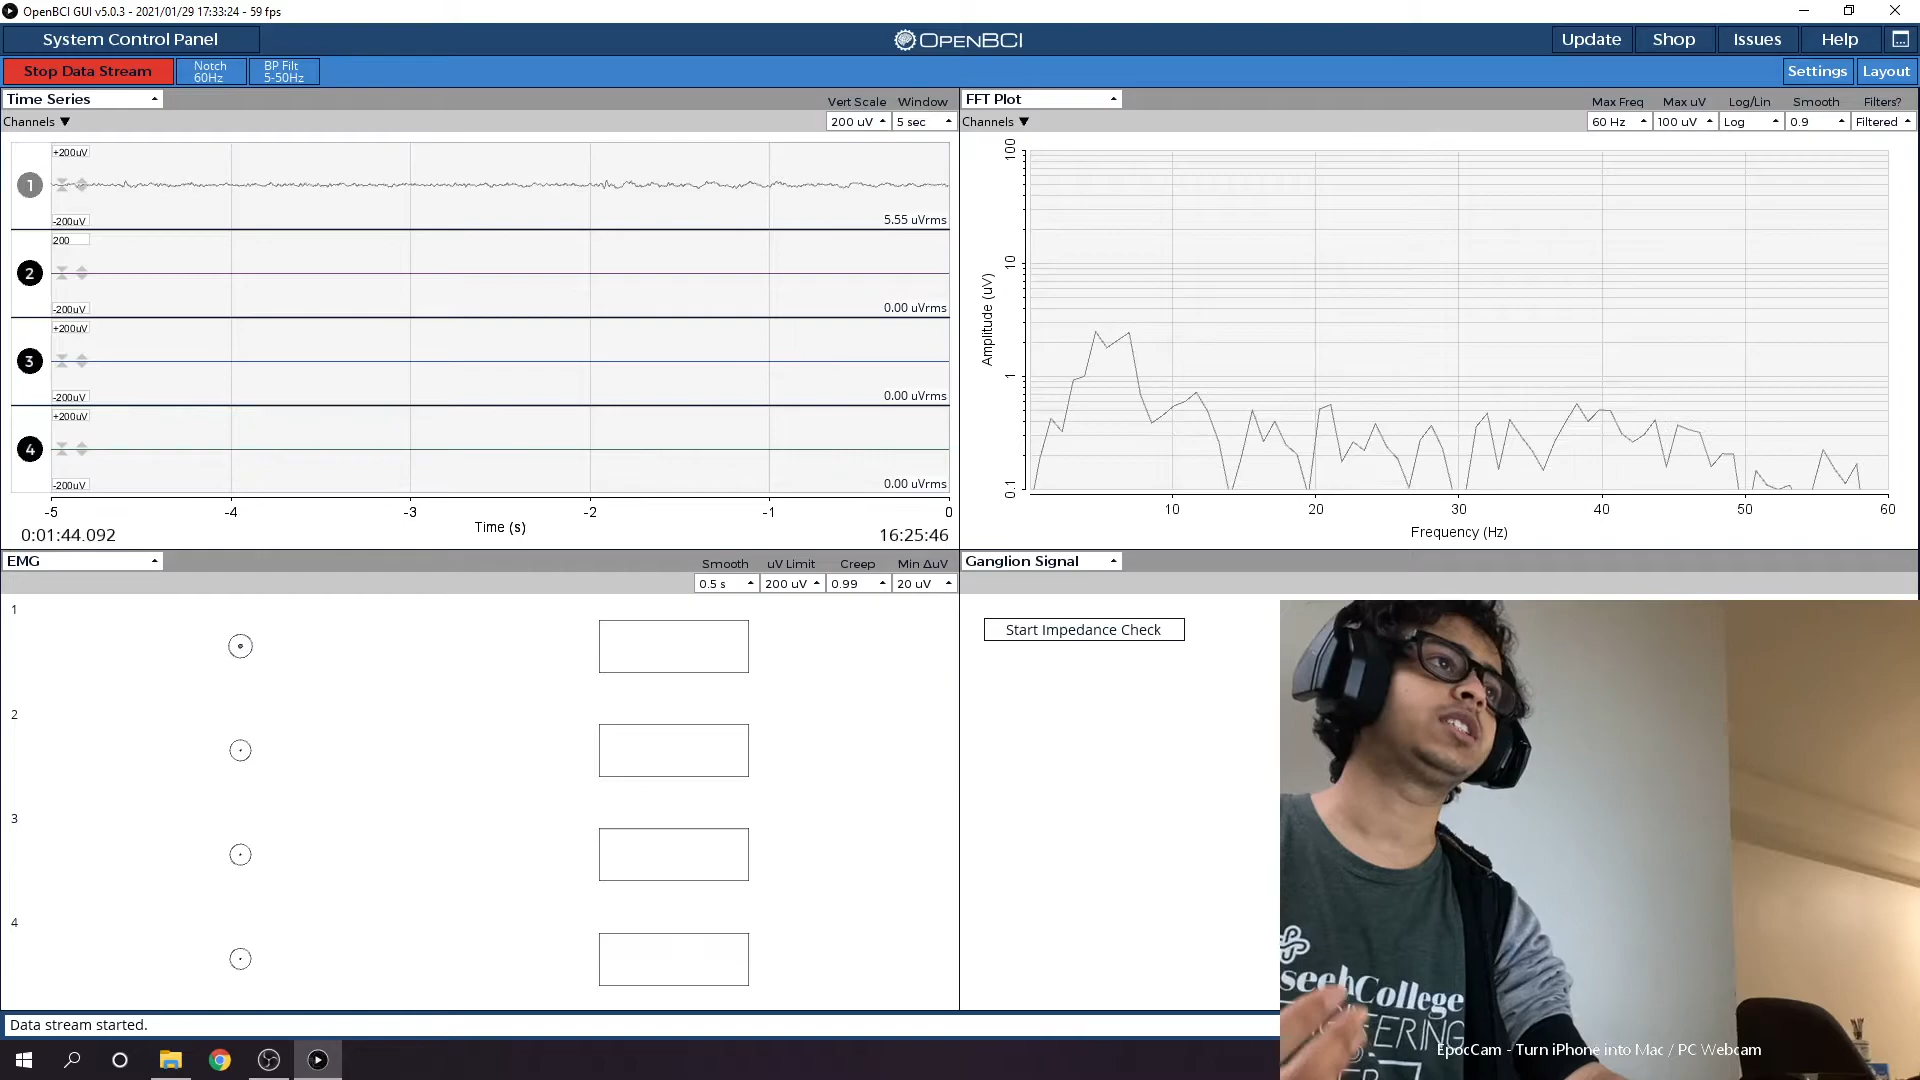 OpenBCI GUI v5.0.3 - 2021/01/29 17:33:24 - 59 fps
System Control Panel
OPENBCI
Update
Shop
Issues
Help
Stop Data Stream
Notch
60Hz
BP Filt
5-50Hz
Settings
Layout
Time Series
Vert Scale
Window
Channels
200 uV
5 sec
1
+200uV
-200uV
5.55 uVrms
2
200
-200uV
0.00 uVrms
3
+200uV
-200uV
0.00 uVrms
4
+200uV
-200uV
0.00 uVrms
-5
-4
-3
-2
-1
0
Time (s)
0:01:44.092
16:25:46
FFT Plot
Max Freq
Max uV
Log/Lin
Smooth
Filters?
Channels
60 Hz
100 uV
Log
0.9
Filtered
100
10
1
0.1
Amplitude (uV)
10
20
30
40
50
60
Frequency (Hz)
EMG
Smooth
uV Limit
Creep
Min ΔuV
0.5 s
200 uV
0.99
20 uV
1
2
3
4
Ganglion Signal
Start Impedance Check
College
EpocCam - Turn iPhone into Mac / PC Webcam
Data stream started.